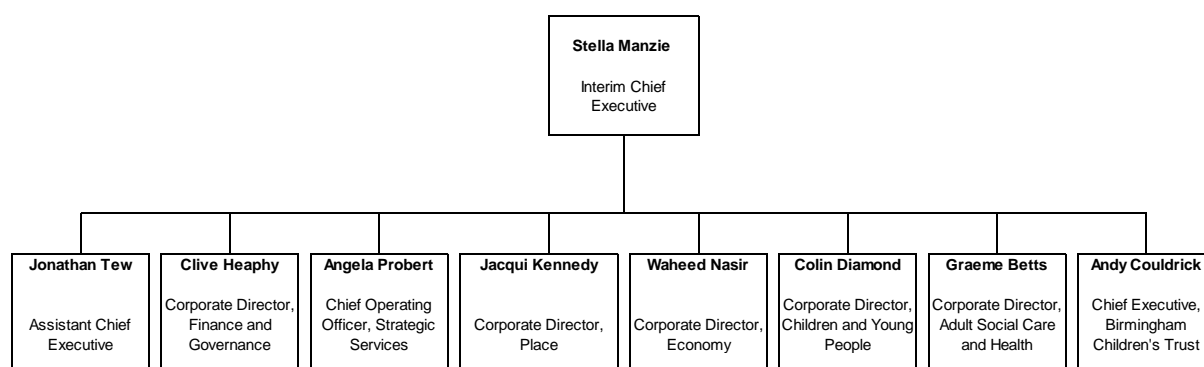 Stella Manzie
Interim Chief
Executive
Jonathan Tew
Assistant Chief
Executive
Clive Heaphy
Corporate Director,
Finance and
Governance
Angela Probert
Chief Operating
Officer, Strategic
Services
Jacqui Kennedy
Corporate Director,
Place
Waheed Nasir
Corporate Director,
Economy
Colin Diamond
Corporate Director,
Children and Young
People
Graeme Betts
Corporate Director,
Adult Social Care
and Health
Andy Couldrick
Chief Executive,
Birmingham
Children's Trust